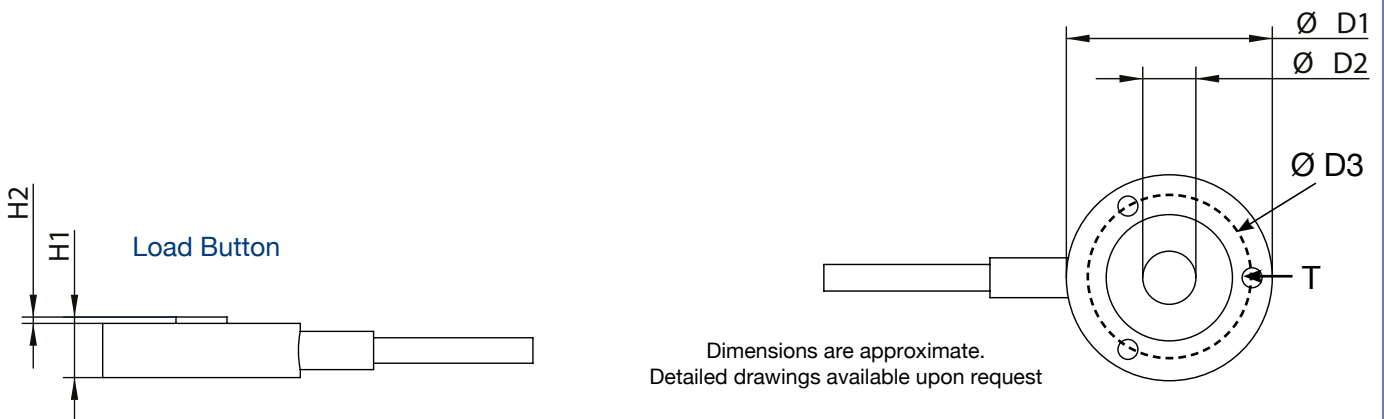 Ø D1
Ø D2
Ø D3
T
H2
H1
Load Button
Dimensions are approximate.
Detailed drawings available upon request